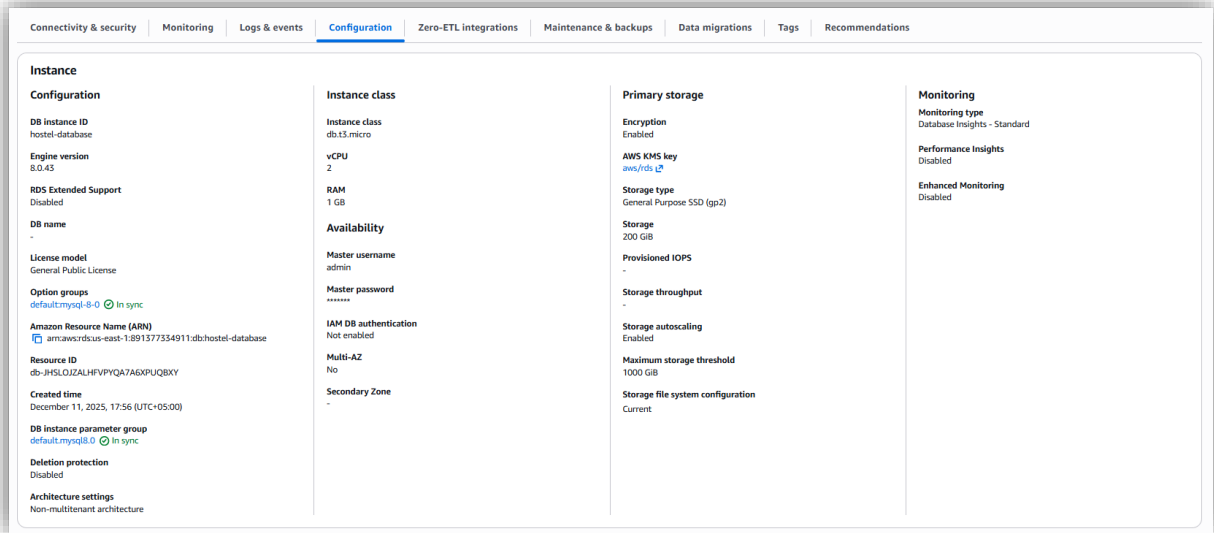 Connectivity & security
Monitoring
Logs & events
Configuration
Zero-ETL integrations
Maintenance & backups
Data migrations
Tags
Recommendations
Instance
Configuration
DB instance ID
hostel-database
Engine version
8.0.43
RDS Extended Support
Disabled
DB name
-
License model
General Public License
Option groups
default:mysql-8-0 In sync
Amazon Resource Name (ARN)
arn:aws:rds:us-east-1:891377334911:db:hostel-database
Resource ID
db-JHSLOJZALHFVPYQA7A6XPUQBXY
Created time
December 11, 2025, 17:56 (UTC+05:00)
DB instance parameter group
default.mysql8.0 In sync
Deletion protection
Disabled
Architecture settings
Non-multitenant architecture
Instance class
Instance class
db.t3.micro
vCPU
2
RAM
1 GB
Availability
Master username
admin
Master password
*******
IAM DB authentication
Not enabled
Multi-AZ
No
Secondary Zone
-
Primary storage
Encryption
Enabled
AWS KMS key
aws/rds
Storage type
General Purpose SSD (gp2)
Storage
200 GiB
Provisioned IOPS
-
Storage throughput
-
Storage autoscaling
Enabled
Maximum storage threshold
1000 GiB
Storage file system configuration
Current
Monitoring
Monitoring type
Database Insights - Standard
Performance Insights
Disabled
Enhanced Monitoring
Disabled